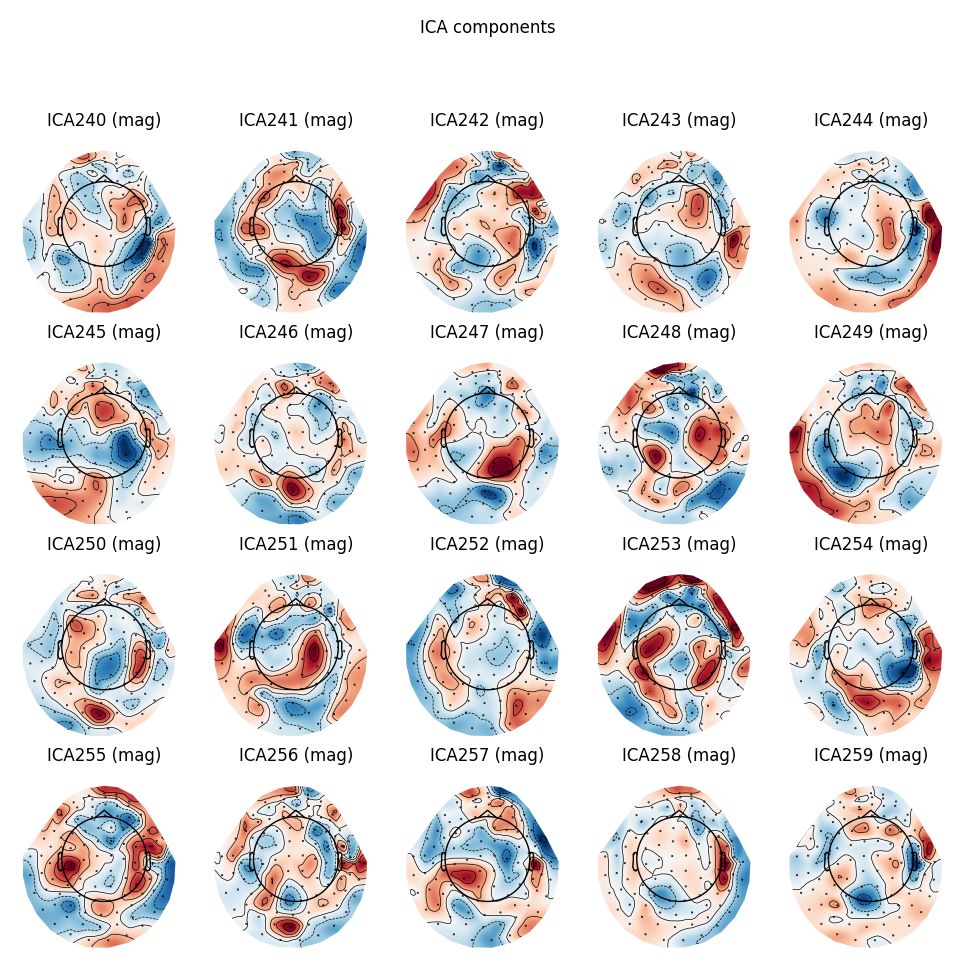 ICA components
ICA240 (mag) ICA241 (mag) ICA242 (mag) ICA243 (mag) ICA244 (mag)
ICA245 (mag) ICA246 (mag) ICA247 (mag) ICA248 (mag) ICA249 (mag)
ICA250 (mag) ICA251 (mag) ICA252 (mag) ICA253 (mag) ICA254 (mag)
ICA255 (mag) ICA256 (mag) ICA257 (mag) ICA258 (mag) ICA259 (mag)